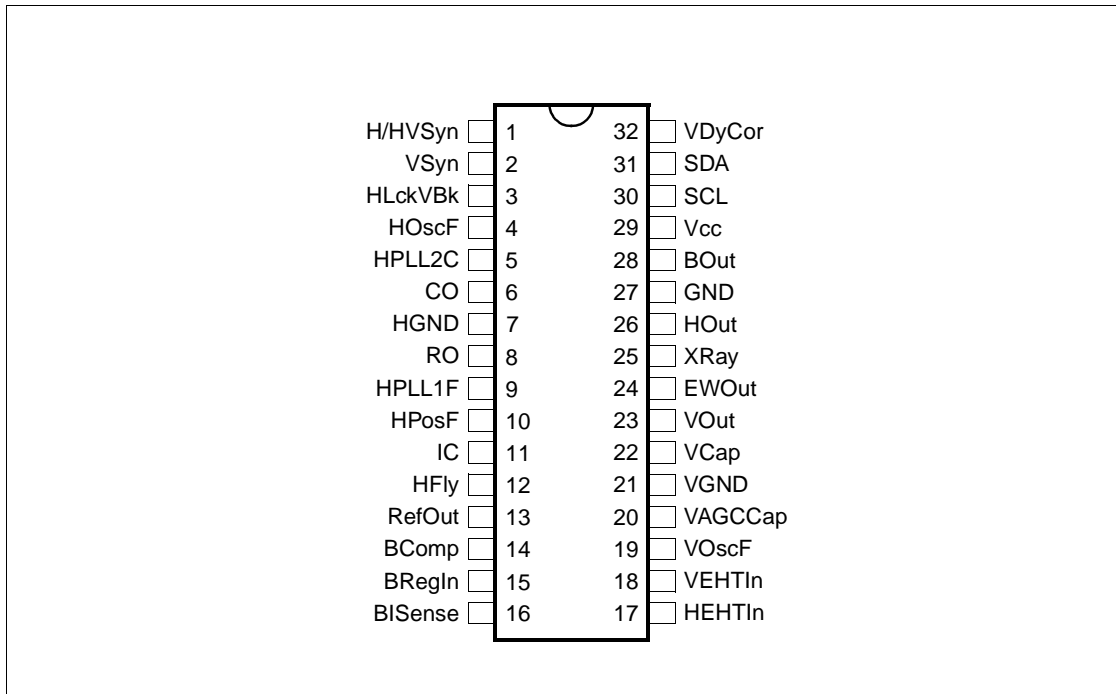 H/HVSyn 1 32 VDyCor
VSyn 2 31 SDA
HLckVBk 3 30 SCL
HOscF 4 29 Vcc
HPLL2C 5 28 BOut
CO 6 27 GND
HGND 7 26 HOut
RO 8 25 XRay
HPLL1F 9 24 EWOut
HPosF 10 23 VOut
IC 11 22 VCap
HFly 12 21 VGND
RefOut 13 20 VAGCCap
BComp 14 19 VOscF
BRegIn 15 18 VEHTIn
BISense 16 17 HEHTIn